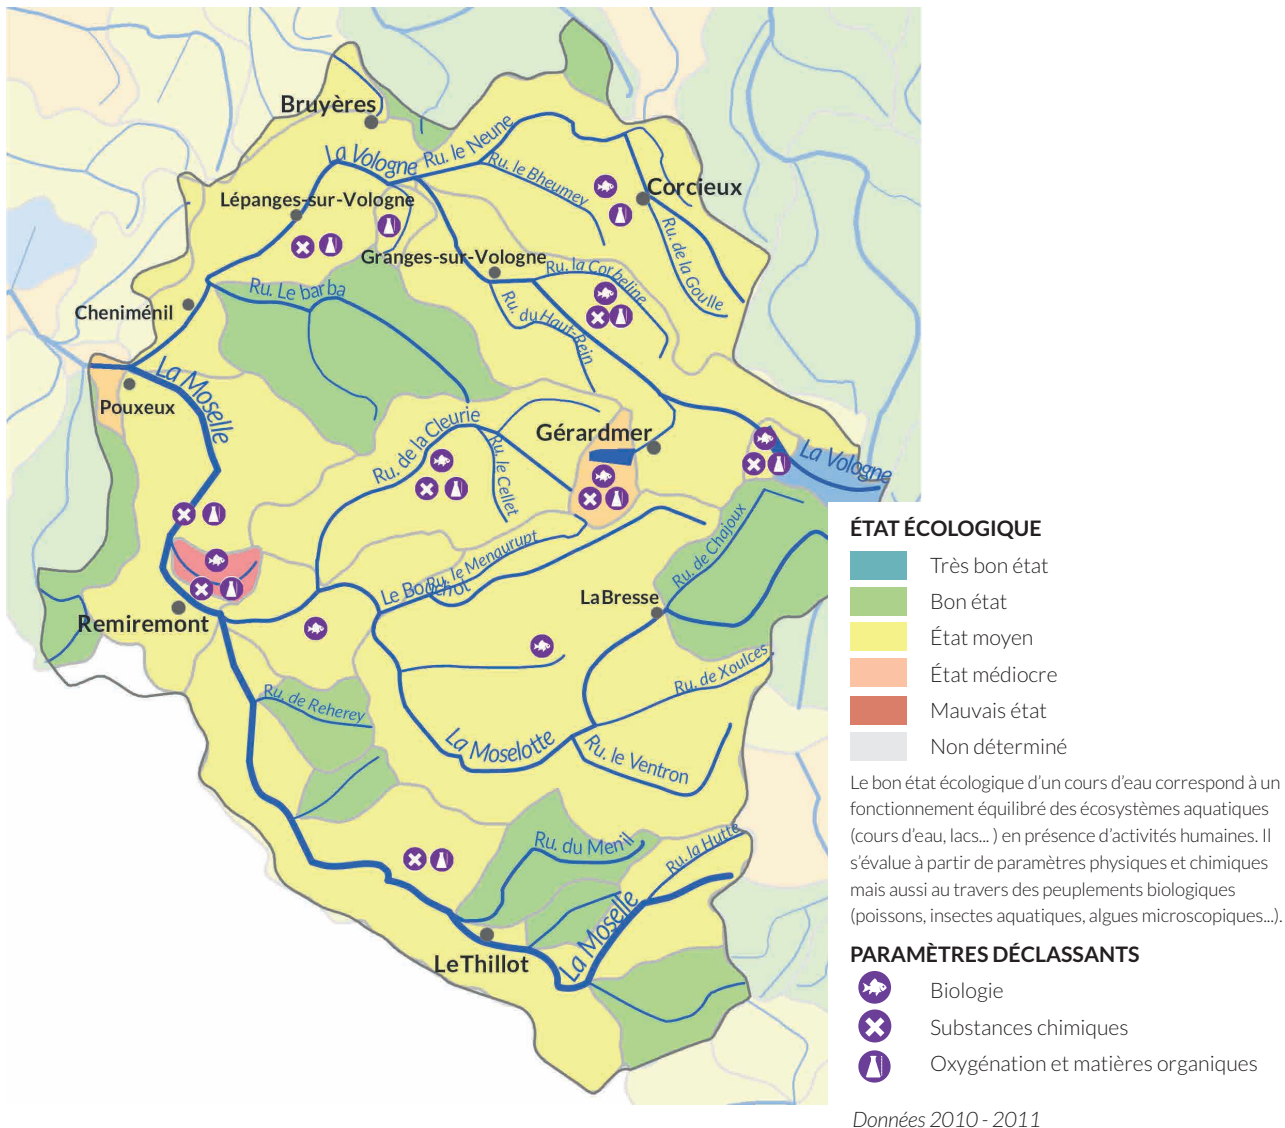 Bruyères
La Vologne
Ru. le Neune
Ru. le Bheumey
Corcieux
Lépanges-sur-Vologne
Ru. de la Goulle
Granges-sur-Vologne
Ru. la Corbeline
Ru. Le barba
Ru. du Haut-Rein
Cheniménil
La Moselle
Pouxeux
Ru. de la Cleurie
Ru. le Cellet
Gérardmer
La Vologne
Ru. de Chajoux
Ru. le Menaurupt
Le Bouchot
La Bresse
Remiremont
Ru. de Xoulces
Ru. de Reherey
La Moselotte
Ru. le Ventron
Ru. du Menil
Ru. la Hutte
La Moselle
Le Thillot
ÉTAT ÉCOLOGIQUE
Très bon état
Bon état
État moyen
État médiocre
Mauvais état
Non déterminé
Le bon état écologique d'un cours d'eau correspond à un
fonctionnement équilibré des écosystèmes aquatiques
(cours d'eau, lacs... ) en présence d'activités humaines. Il
s'évalue à partir de paramètres physiques et chimiques
mais aussi au travers des peuplements biologiques
(poissons, insectes aquatiques, algues microscopiques...).
PARAMÈTRES DÉCLASSANTS
Biologie
Substances chimiques
Oxygénation et matières organiques
Données 2010 - 2011